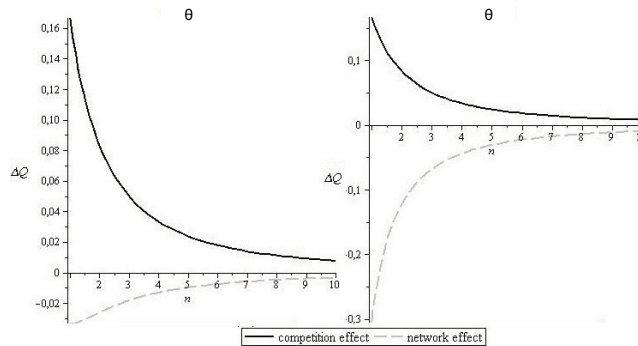 θ θ
0,16
0,14
0,12
0,10
0,08
0,06
0,04
0,02
0
−0,02
ΔQ
2 3 4 5 6 7 8 9 10
n
0,1
0
−0,1
−0,2
−0,3
ΔQ
2 3 4 5 6 7 8 9
n
competition effect network effect